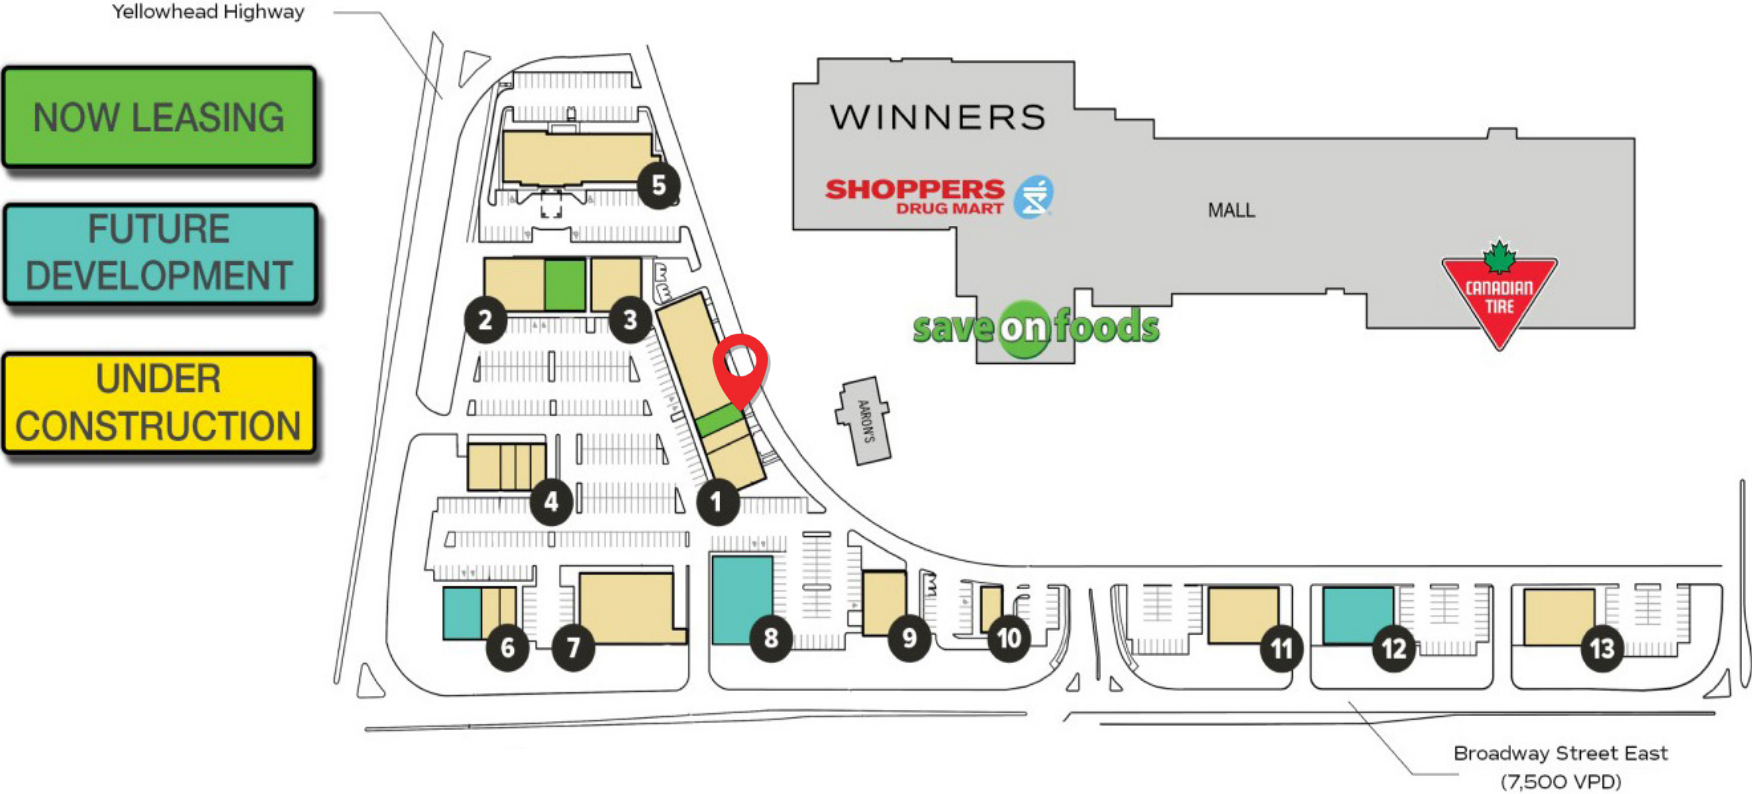 Yellowhead Highway
NOW LEASING
FUTURE
DEVELOPMENT
UNDER
CONSTRUCTION
WINNERS
SHOPPERS
DRUG MART
MALL
CANADIAN
TIRE
save on foods
AARON'S
5
2
3
4
1
6
7
8
9
10
11
12
13
Broadway Street East
(7,500 VPD)